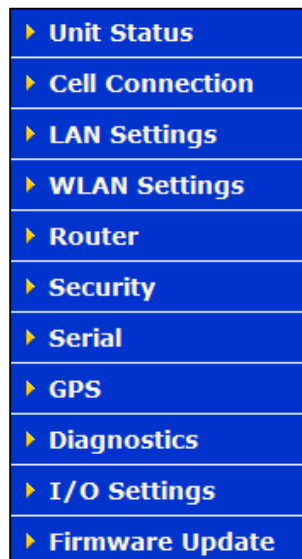 Unit Status
Cell Connection
LAN Settings
WLAN Settings
Router
Security
Serial
GPS
Diagnostics
I/O Settings
Firmware Update